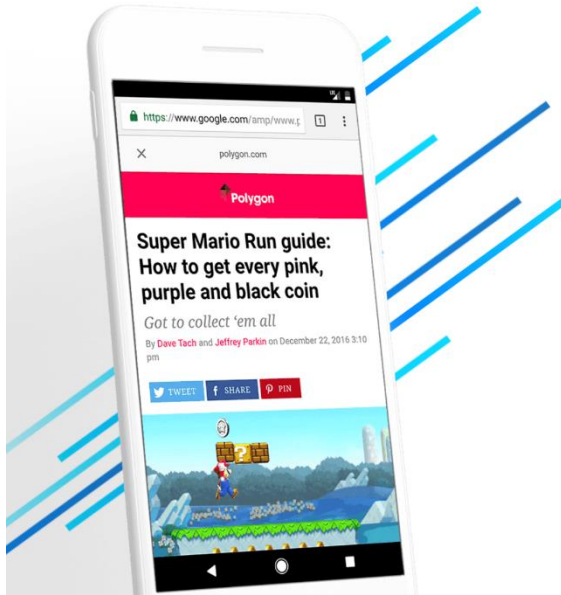 https://www.google.com/amp/www.p
1
polygon.com
Polygon
Super Mario Run guide:
How to get every pink,
purple and black coin
Got to collect ‘em all
By Dave Tach and Jeffrey Parkin on December 22, 2016 3:10
pm
TWEET SHARE PIN
?